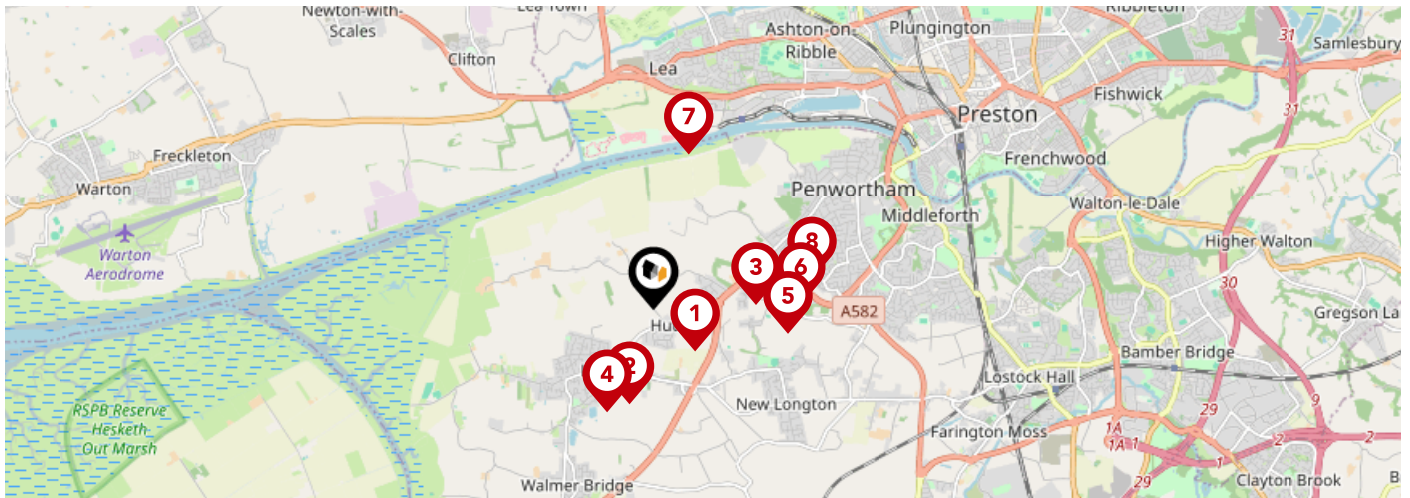 Newton-with-
Scales
Lea Town
Ashton-on-
Ribble
Plungington
Ribbleton
31
Samlesbury
Clifton
Lea
Fishwick
31
7
Preston
Freckleton
Frenchwood
Warton
Penwortham
Walton-le-Dale
Middleforth
Warton
Aerodrome
8
Higher Walton
3
6
30
5
A582
1
Gregson La
Hu
2
Bamber Bridge
4
Lostock Hall
RSPB Reserve
Hesketh
Out Marsh
New Longton
29
9
Farington Moss
1A
1A
1
2
2
1
Walmer Bridge
29
Clayton Brook
B